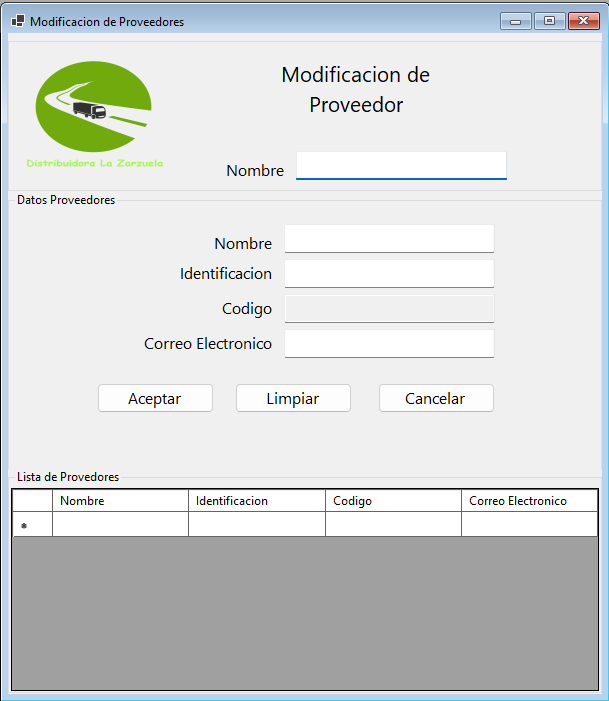 Modificacion de Proveedores
Modificacion de
Proveedor
Distribuidora La Zarzuela
Nombre
Datos Proveedores
Nombre
Identificacion
Codigo
Correo Electronico
Aceptar Limpiar Cancelar
Lista de Provedores
Nombre Identificacion Codigo Correo Electronico
*